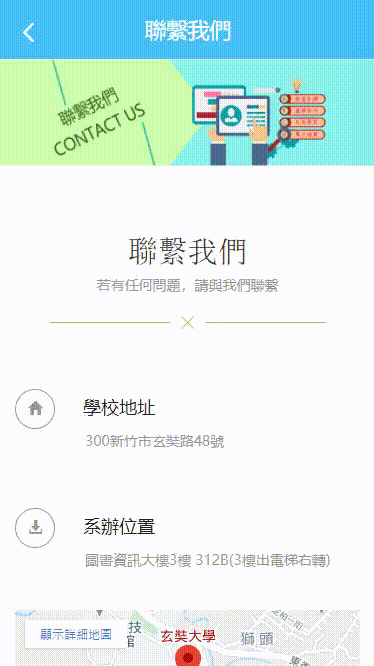 聯繫我們
聯繫我們
CONTACT US
聯繫我們
若有任何問題，請與我們聯繫
學校地址
300新竹市玄奘路48號
系辦位置
圖書資訊大樓3樓 312B(3樓出電梯右轉)
顯示詳細地圖
技
館
玄奘大學
獅頭